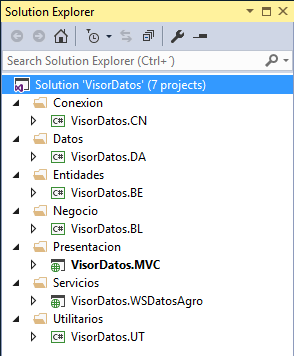 Solution Explorer
Search Solution Explorer (Ctrl+´)
Solution 'VisorDatos' (7 projects)
Conexion
C# VisorDatos.CN
Datos
C# VisorDatos.DA
Entidades
C# VisorDatos.BE
Negocio
C# VisorDatos.BL
Presentacion
VisorDatos.MVC
Servicios
VisorDatos.WSDatosAgro
Utilitarios
C# VisorDatos.UT